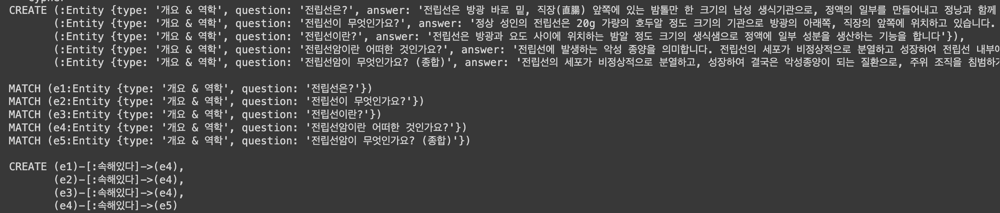 cypher
CREATE (:Entity {type: '개요 & 역학', question: '전립선은?', answer: '전립선은 방광 바로 밑, 직장(直腸) 앞쪽에 있는 밤톨만 한 크기의 남성 생식기관으로, 정액의 일부를 만들어내고 정낭과 함께
(:Entity {type: '개요 & 역학', question: '전립선이 무엇인가요?', answer: '정상 성인의 전립선은 20g 가량의 호두알 정도 크기의 기관으로 방광의 아래쪽, 직장의 앞쪽에 위치하고 있습니다.
(:Entity {type: '개요 & 역학', question: '전립선이란?', answer: '전립선은 방광과 요도 사이에 위치하는 밤알 정도 크기의 생식샘으로 정액에 일부 성분을 생산하는 기능을 합니다'}),
(:Entity {type: '개요 & 역학', question: '전립선암이란 어떠한 것인가요?', answer: '전립선에 발생하는 악성 종양을 의미합니다. 전립선의 세포가 비정상적으로 분열하고 성장하여 전립선
(:Entity {type: '개요 & 역학', question: '전립선암이 무엇인가요? (종합)', answer: '전립선의 세포가 비정상적으로 분열하고, 성장하여 결국은 악성종양이 되는 질환으로, 주위 조직을
MATCH (e1:Entity {type: '개요 & 역학', question: '전립선은?'})
MATCH (e2:Entity {type: '개요 & 역학', question: '전립선이 무엇인가요?'})
MATCH (e3:Entity {type: '개요 & 역학', question: '전립선이란?'})
MATCH (e4:Entity {type: '개요 & 역학', question: '전립선암이란 어떠한 것인가요?'})
MATCH (e5:Entity {type: '개요 & 역학', question: '전립선암이 무엇인가요? (종합)'})
CREATE (e1)-[:속해있다]->(e4),
(e2)-[:속해있다]->(e4),
(e3)-[:속해있다]->(e4),
(e4)-[:속해있다]->(e5)